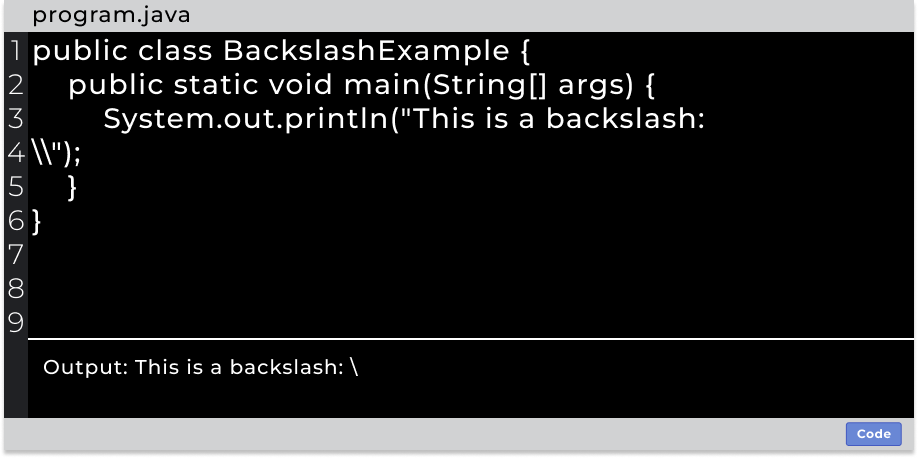 program.java
1 public class BackslashExample {
2     public static void main(String[] args) {
3         System.out.println("This is a backslash:
4 \\");
5     }
6 }
7
8
9
Output: This is a backslash: \
Code